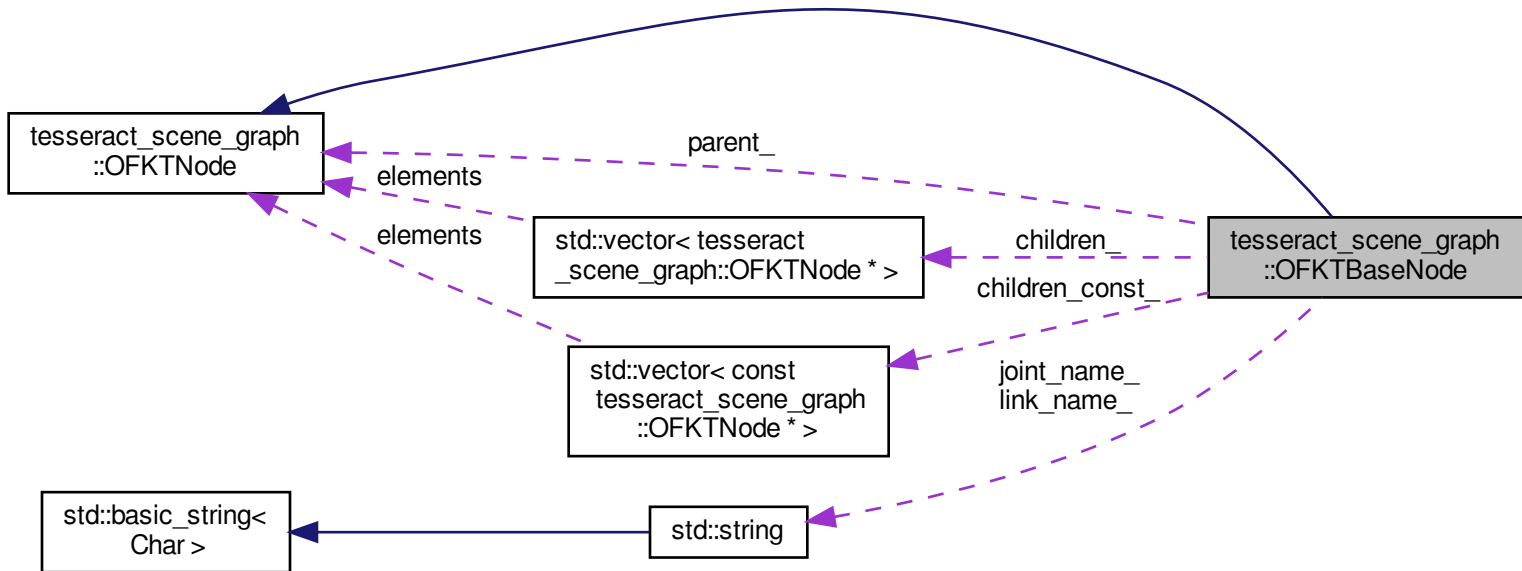 tesseract_scene_graph
::OFKTNode
parent_
elements
elements
std::vector< tesseract
_scene_graph::OFKTNode * >
children_
children_const_
tesseract_scene_graph
::OFKTBaseNode
std::vector< const
tesseract_scene_graph
::OFKTNode * >
joint_name_
link_name_
std::basic_string<
Char >
std::string